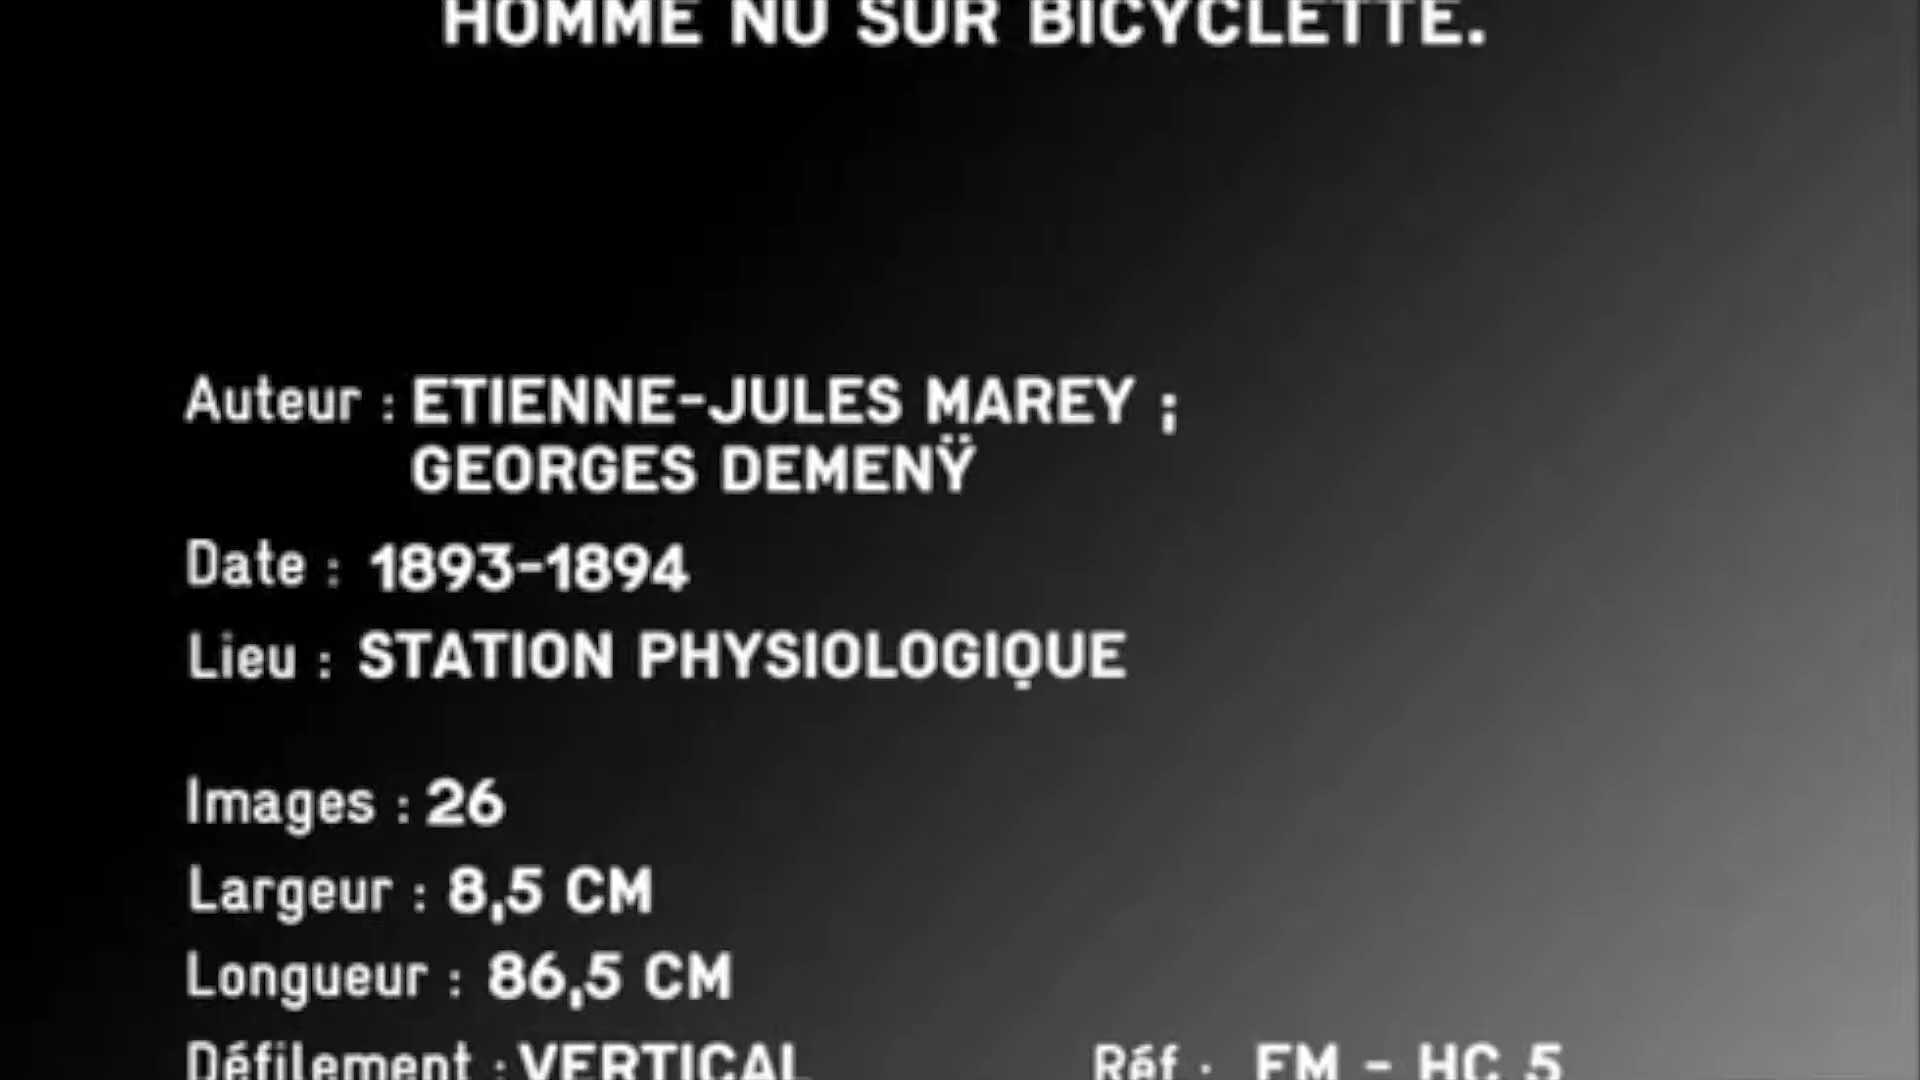 HOMME NU SUR BICYCLETTE.
Auteur : ETIENNE-JULES MAREY ;
GEORGES DEMENŸ
Date : 1893-1894
Lieu : STATION PHYSIOLOGIQUE
Images : 26
Largeur : 8,5 CM
Longueur : 86,5 CM
Défilement : VERTICAL Réf : FM - HC 5